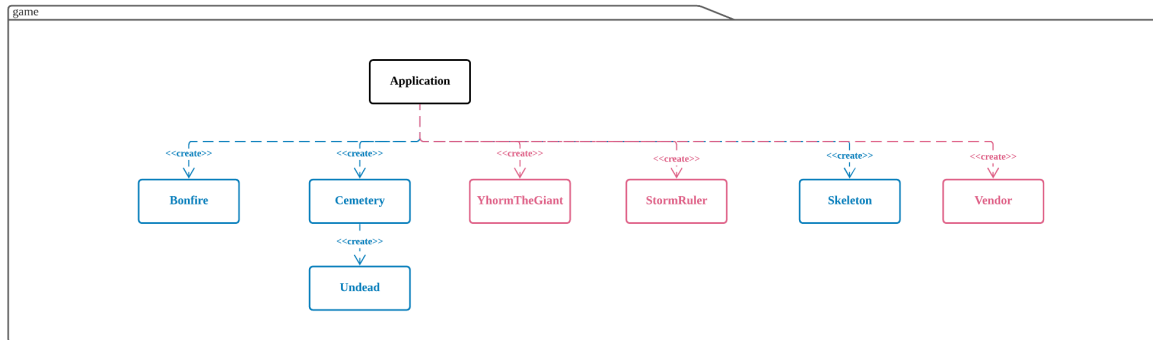 game
Application
<<create>> <<create>> <<create>> <<create>> <<create>> <<create>>
Bonfire Cemetery YhormTheGiant StormRuler Skeleton Vendor
<<create>>
Undead